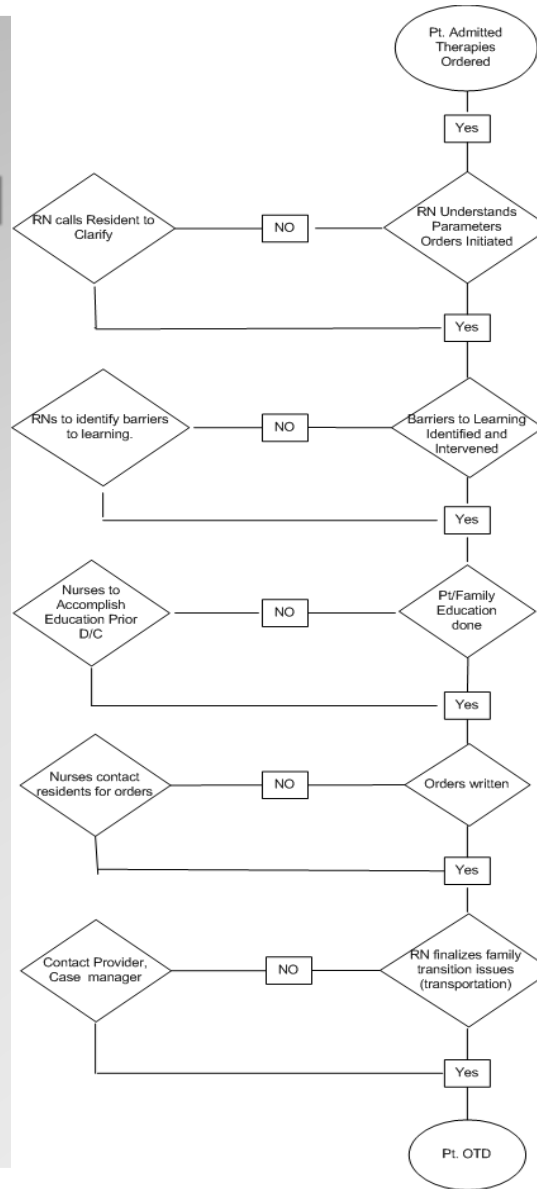 Pt. Admitted
Therapies
Ordered
Yes
RN calls Resident to
Clarify
NO
RN Understands
Parameters
Orders Initiated
Yes
RNs to identify barriers
to learning.
NO
Barriers to Learning
Identified and
Intervened
Yes
Nurses to
Accomplish
Education Prior
D/C
NO
Pt/Family
Education
done
Yes
Nurses contact
residents for orders
NO
Orders written
Yes
Contact Provider,
Case manager
NO
RN finalizes family
transition issues
(transportation)
Yes
Pt. OTD